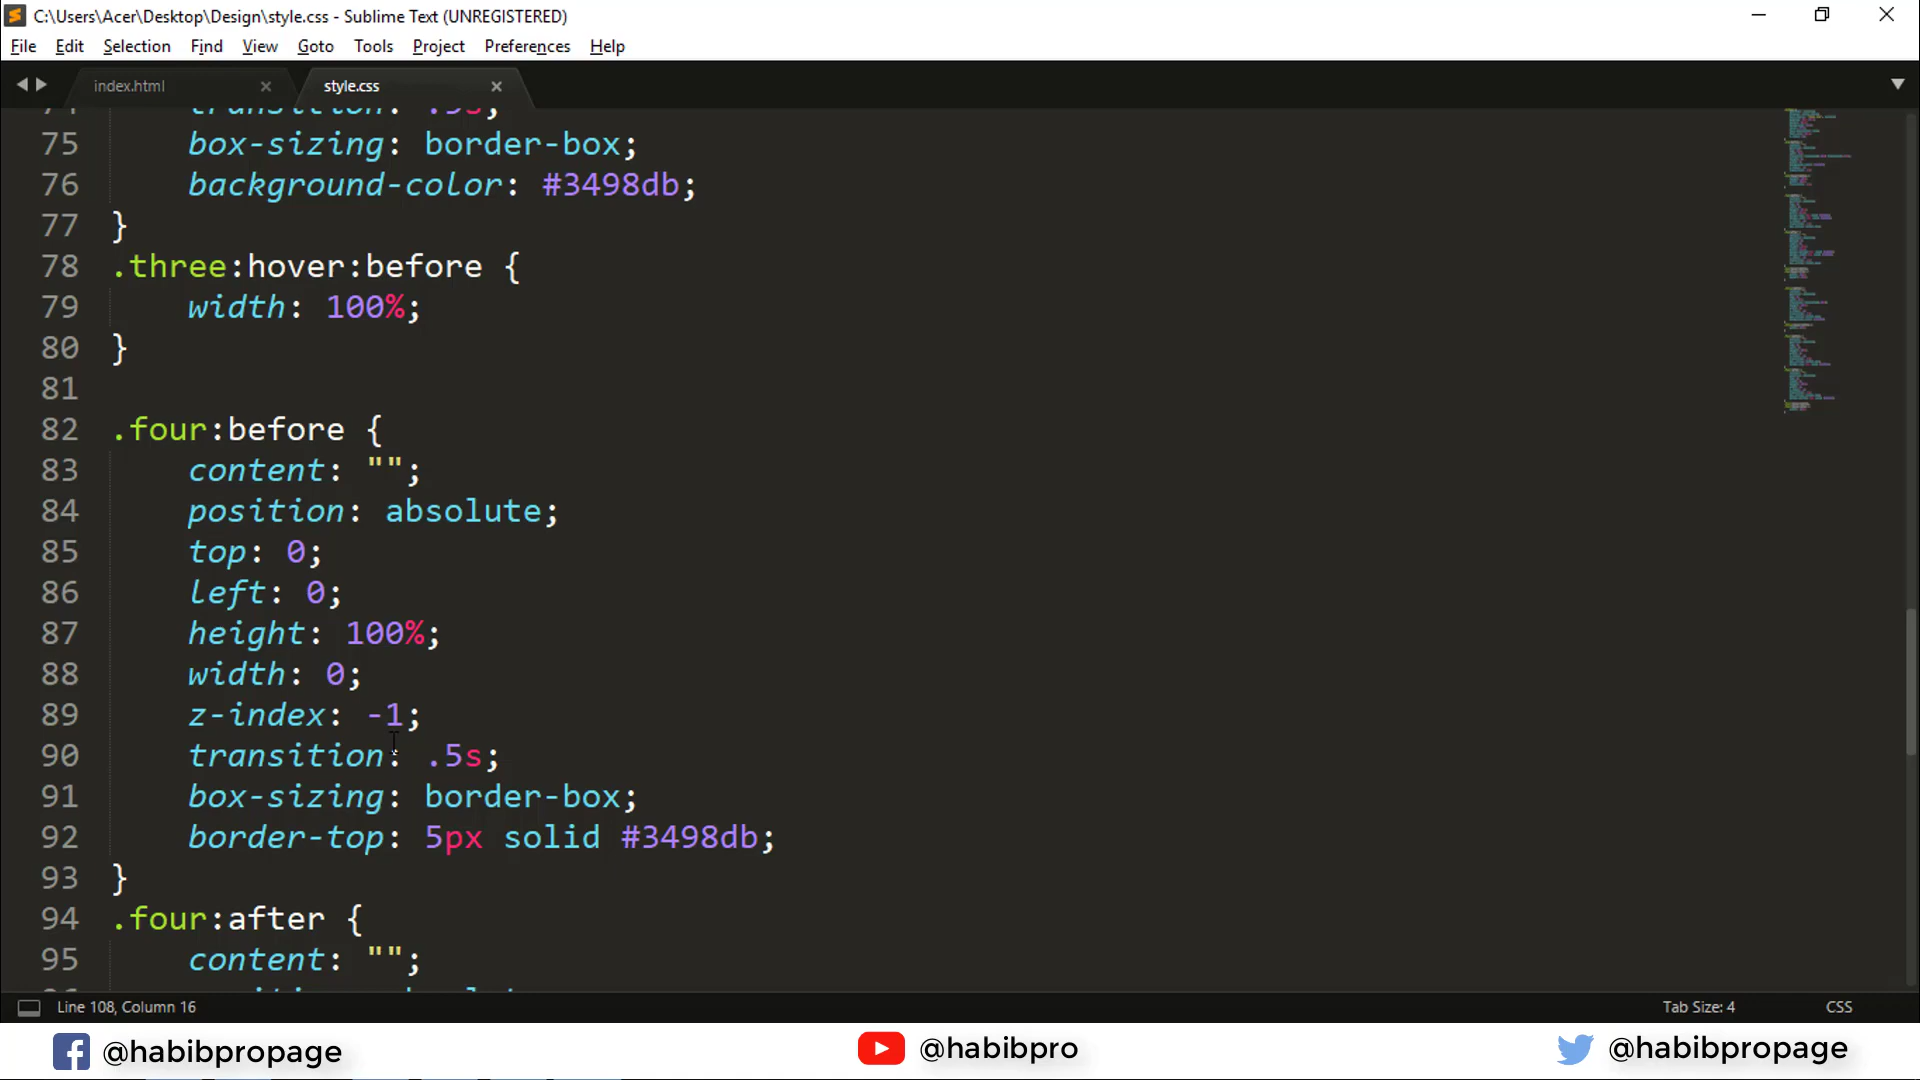 C:\Users\Acer\Desktop\Design\style.css - Sublime Text (UNREGISTERED)
File Edit Selection Find View Goto Tools Project Preferences Help
index.html style.css
75 box-sizing: border-box;
76 background-color: #3498db;
77 }
78 .three:hover:before {
79 width: 100%;
80 }
81
82 .four:before {
83 content: "";
84 position: absolute;
85 top: 0;
86 left: 0;
87 height: 100%;
88 width: 0;
89 z-index: -1;
90 transition: .5s;
91 box-sizing: border-box;
92 border-top: 5px solid #3498db;
93 }
94 .four:after {
95 content: "";
Line 108, Column 16 Tab Size: 4 CSS
@habibpropage @habibpro @habibpropage